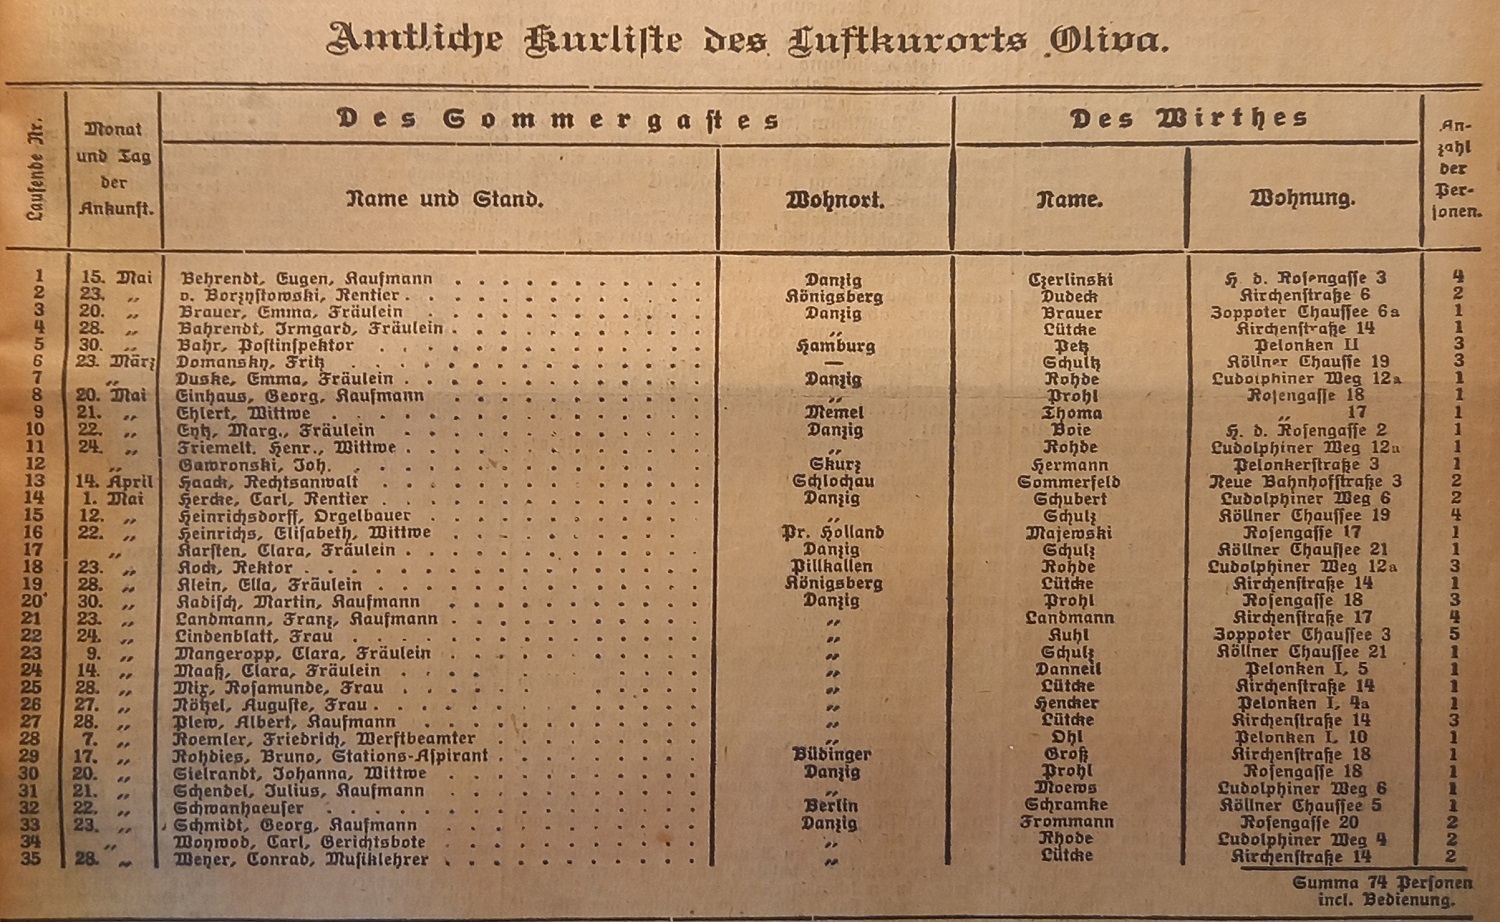 Amtliche Kurliste des Luftkurorts Oliva.
Laufende Nr. | Monat und Tag der Ankunft. | Des Sommergastes | Des Wirthes | An-zahl der Per-sonen.
Name und Stand. | Wohnort. | Name. | Wohnung.
1 15. Mai Behrendt, Eugen, Kaufmann Danzig Czerlinski H d. Rosengasse 3 4
2 23. „ v. Borzystowski, Rentier Königsberg Dudeck Kirchenstraße 6 2
3 20. „ Brauer, Emma, Fräulein Danzig Brauer Zoppoter Chaussee 6a 1
4 28. „ Bahrendt, Irmgard, Fräulein „ Lütcke Kirchenstraße 14 1
5 30. „ Bahr, Postinspektor Hamburg Petz Pelonken II 3
6 23. März Domansky, Fritz — Schultz Köllner Chausse 19 3
7 „ Duske, Emma, Fräulein Danzig Rohde Ludolphiner Weg 12a 1
8 20. Mai Einhaus, Georg, Kaufmann „ Prohl Rosengasse 18 1
9 21. „ Ehlert, Wittwe Memel Thoma „ 17 1
10 22. „ Eytz, Marg., Fräulein Danzig Boie H. d. Rosengasse 2 1
11 24. „ Friemelt, Henr., Wittwe „ Rohde Ludolphiner Weg 12a 1
12 „ Gawronski, Joh. Skurz Hermann Pelonkerstraße 3 1
13 14. April Haack, Rechtsanwalt Schlochau Sommerfeld Neue Bahnhofstraße 3 2
14 1. Mai Hercke, Carl, Rentier Danzig Schubert Ludolphiner Weg 6 2
15 12. „ Heinrichsdorff, Orgelbauer „ Schulz Köllner Chaussee 19 4
16 22. „ Heinrichs, Elisabeth, Wittwe Pr. Holland Majewski Rosengasse 17 1
17 „ Karsten, Clara, Fräulein Danzig Schulz Köllner Chaussee 21 1
18 23. „ Koch, Rektor Pillkallen Rohde Ludolphiner Weg 12a 3
19 28. „ Klein, Ella, Fräulein Königsberg Lütcke Kirchenstraße 14 1
20 30. „ Kadisch, Martin, Kaufmann Danzig Prohl Rosengasse 18 3
21 23. „ Landmann, Franz, Kaufmann „ Landmann Kirchenstraße 17 4
22 24. „ Lindenblatt, Frau „ Kuhl Zoppoter Chaussee 3 5
23 9. „ Mangeropp, Clara, Fräulein „ Schulz Köllner Chaussee 21 1
24 14. „ Maaß, Clara, Fräulein „ Danneil Pelonken I, 5 1
25 28. „ Mix, Rosamunde, Frau „ Lütcke Kirchenstraße 14 1
26 27. „ Nötzel, Auguste, Frau „ Hencker Pelonken I, 4a 1
27 28. „ Plew, Albert, Kaufmann „ Lütcke Kirchenstraße 14 3
28 7. „ Roemler, Friedrich, Werftbeamter „ Ohl Pelonken I, 10 1
29 17. „ Rohdies, Bruno, Stations-Aspirant Büdinger Groß Kirchenstraße 18 1
30 20. „ Sielrandt, Johanna, Wittwe Danzig Prohl Rosengasse 18 1
31 21. „ Schendel, Julius, Kaufmann „ Moews Ludolphiner Weg 6 1
32 22. „ Schwanhaeuser Berlin Schramke Köllner Chaussee 5 1
33 23. „ Schmidt, Georg, Kaufmann Danzig Frommann Rosengasse 20 2
34 „ Woywod, Carl, Gerichtsbote „ Rhode Ludolphiner Weg 4 2
35 28. „ Weyer, Conrad, Musiklehrer „ Lütcke Kirchenstraße 14 2
Summa 74 Personen
incl. Bedienung.